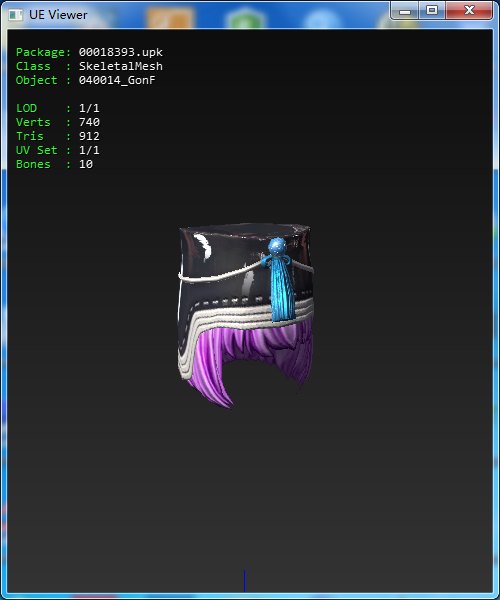 UE Viewer
Package: 00018393.upk
Class  : SkeletalMesh
Object : 040014_GonF
LOD    : 1/1
Verts  : 740
Tris   : 912
UV Set : 1/1
Bones  : 10